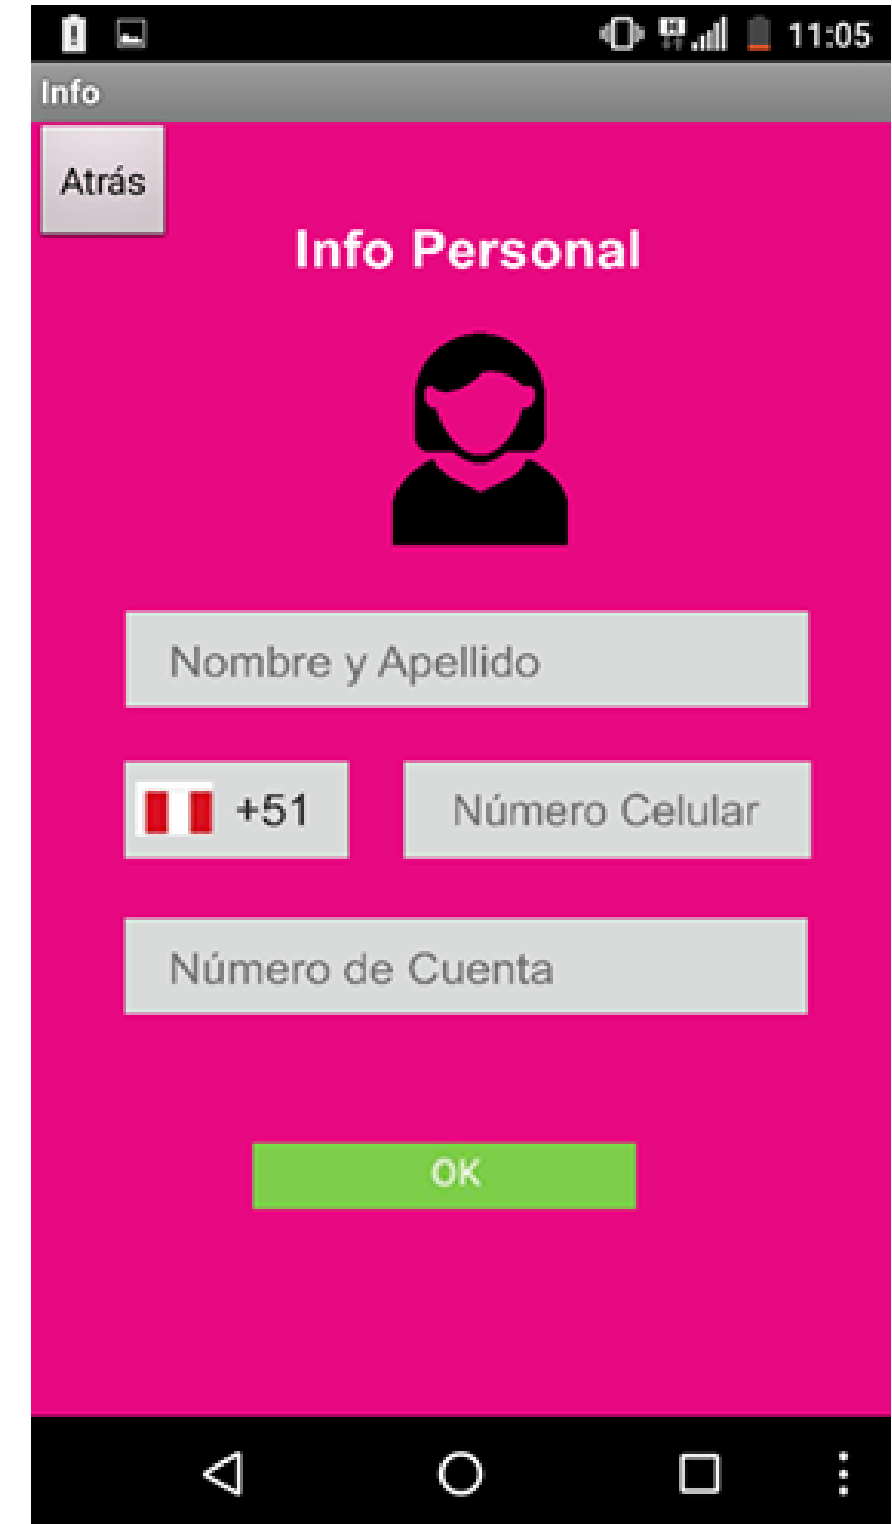 11:05
Info
Atrás
Info Personal
Nombre y Apellido
+51 Número Celular
Número de Cuenta
OK